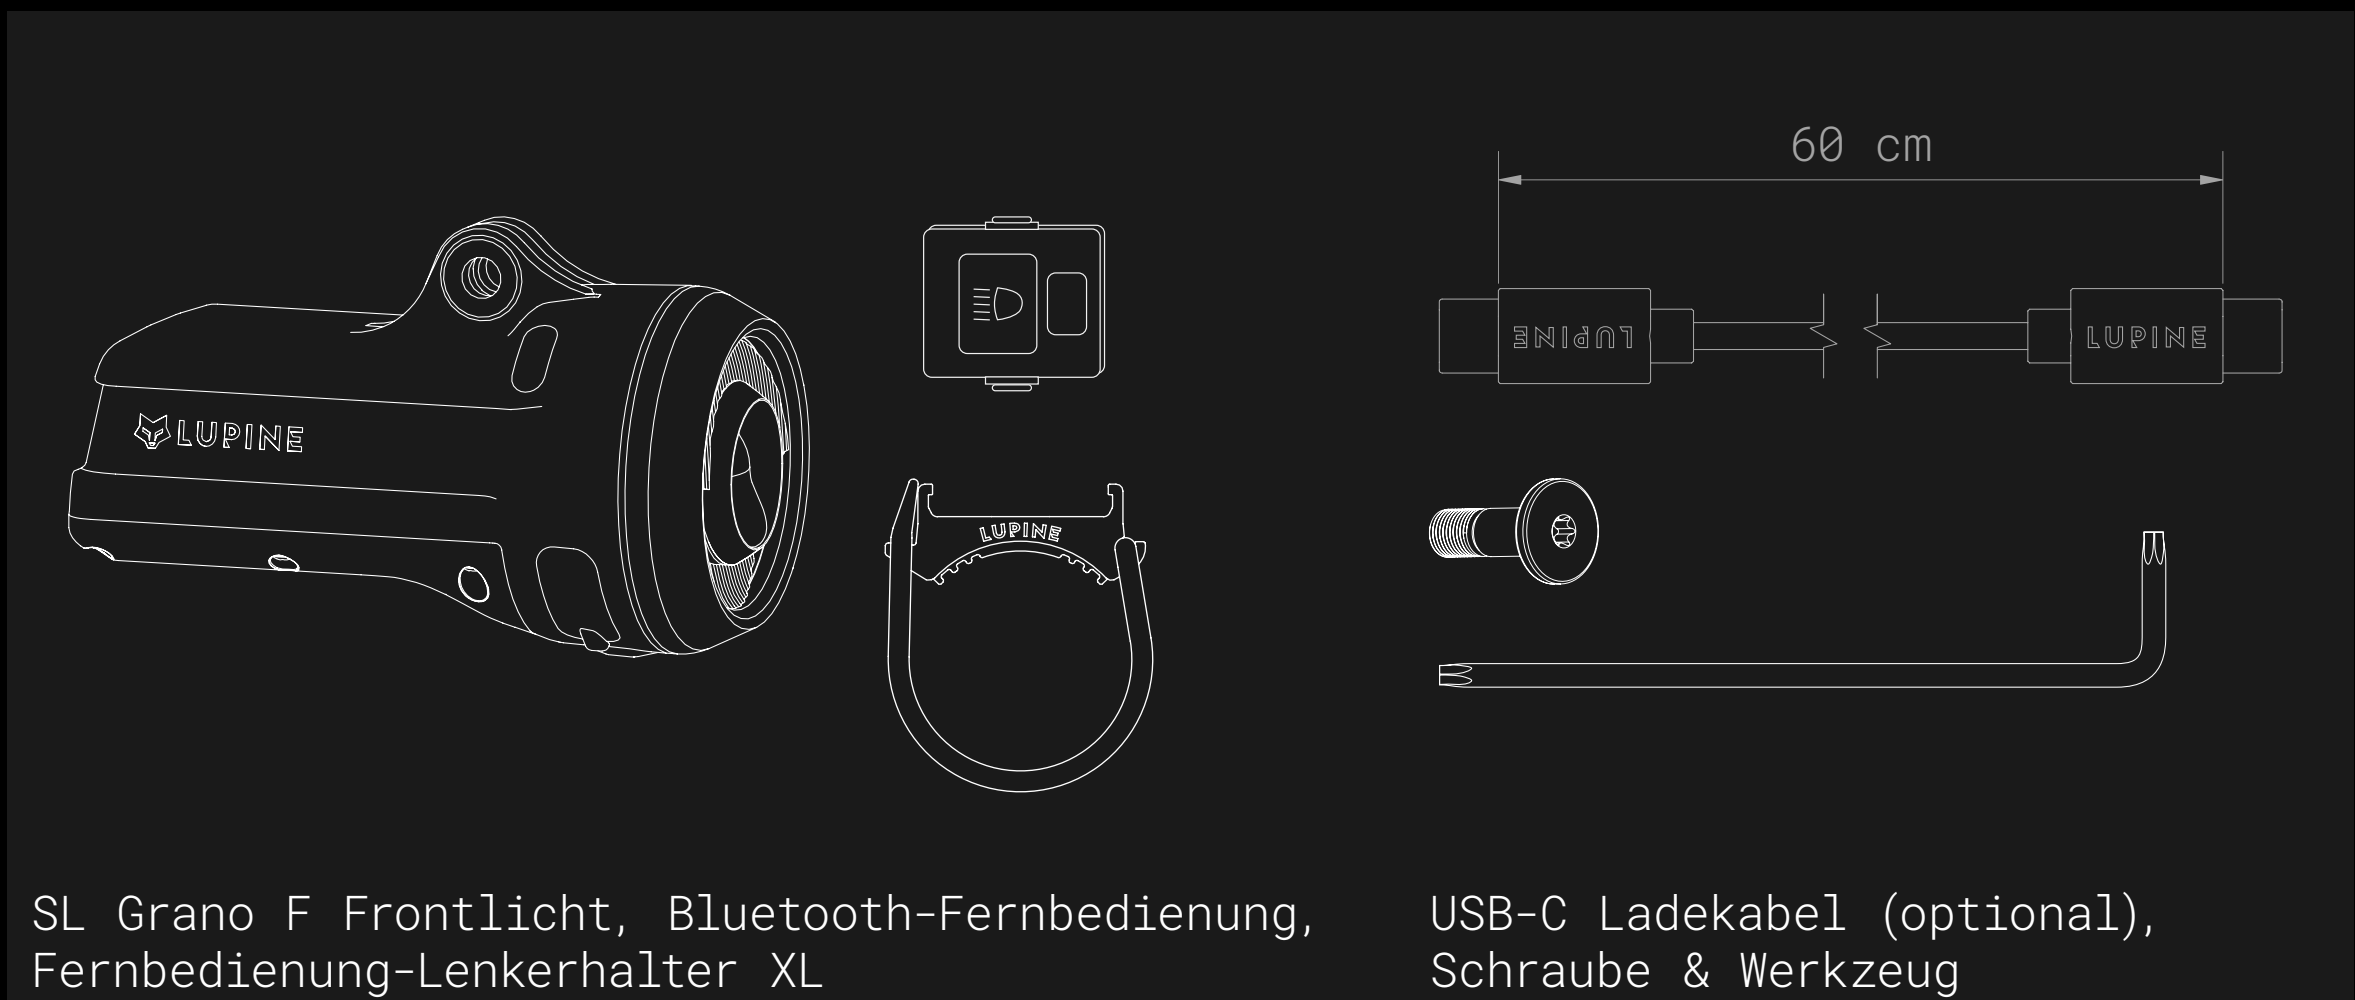 60 cm
LUPINE
LUPINE
LUPINE
LUPINE
SL Grano F Frontlicht, Bluetooth-Fernbedienung,
Fernbedienung-Lenkerhalter XL
USB-C Ladekabel (optional),
Schraube & Werkzeug